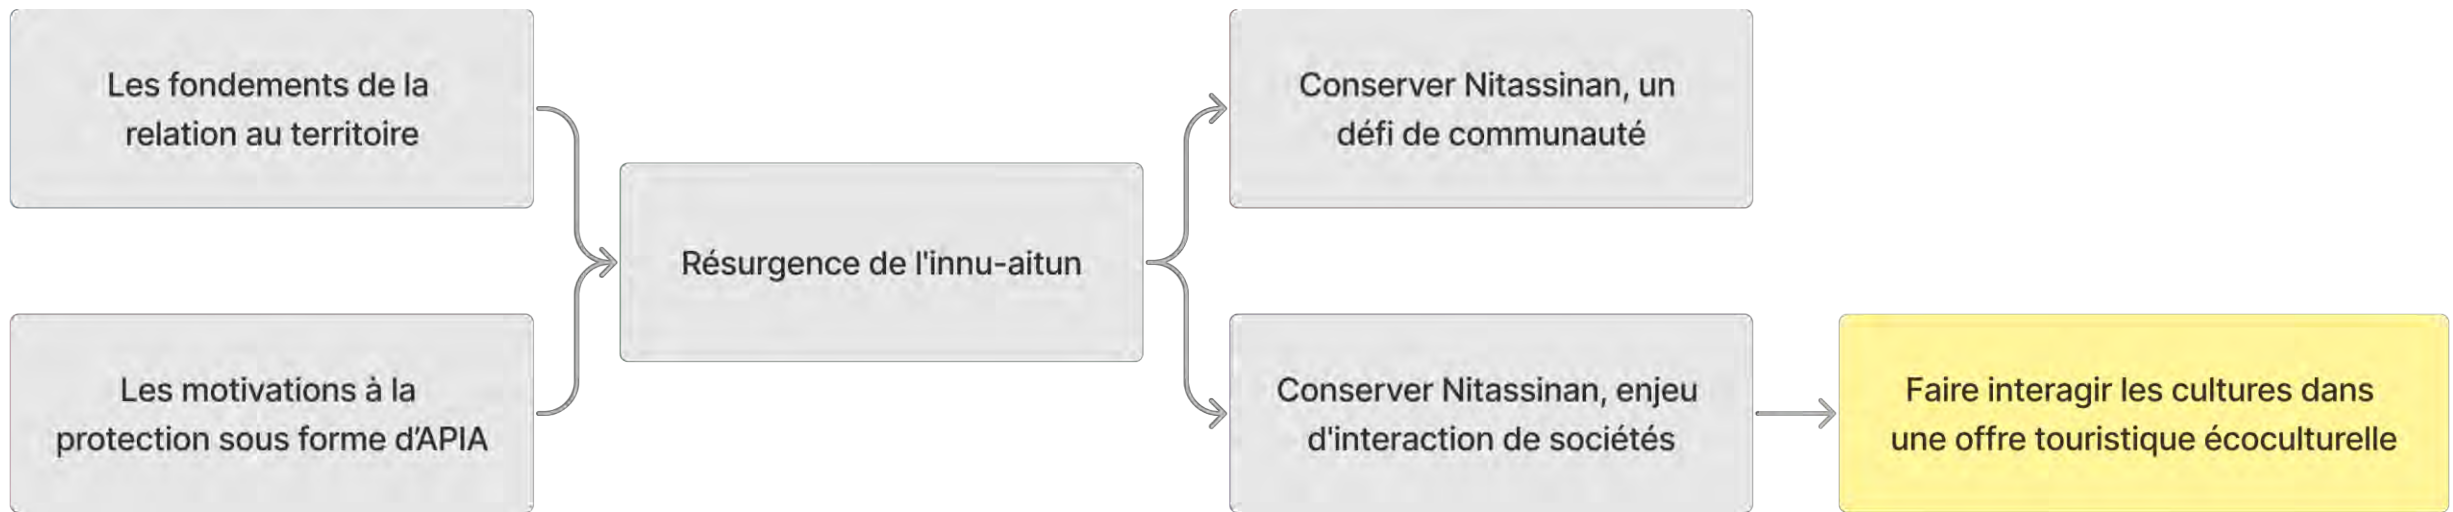 Les fondements de la
relation au territoire
Les motivations à la
protection sous forme d’APIA
Résurgence de l'innu-aitun
Conserver Nitassinan, un
défi de communauté
Conserver Nitassinan, enjeu
d'interaction de sociétés
Faire interagir les cultures dans
une offre touristique écoculturelle